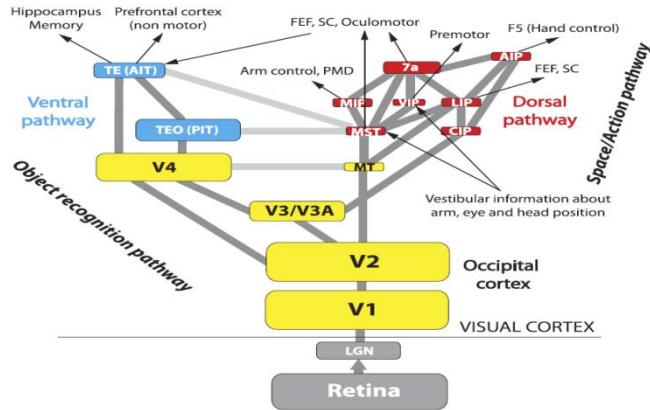 Hippocampus
Memory
Prefrontal cortex
(non motor)
FEF, SC, Oculomotor
F5 (Hand control)
Premotor
AIP
TE (AIT)
7a
FEF, SC
Arm control, PMD
Ventral
pathway
MIP
VIP
LIP
Dorsal
pathway
TEO (PIT)
MST
CIP
V4
MT
Space/Action pathway
Object recognition pathway
V3/V3A
Vestibular information about
arm, eye and head position
V2
Occipital
cortex
V1
VISUAL CORTEX
LGN
Retina